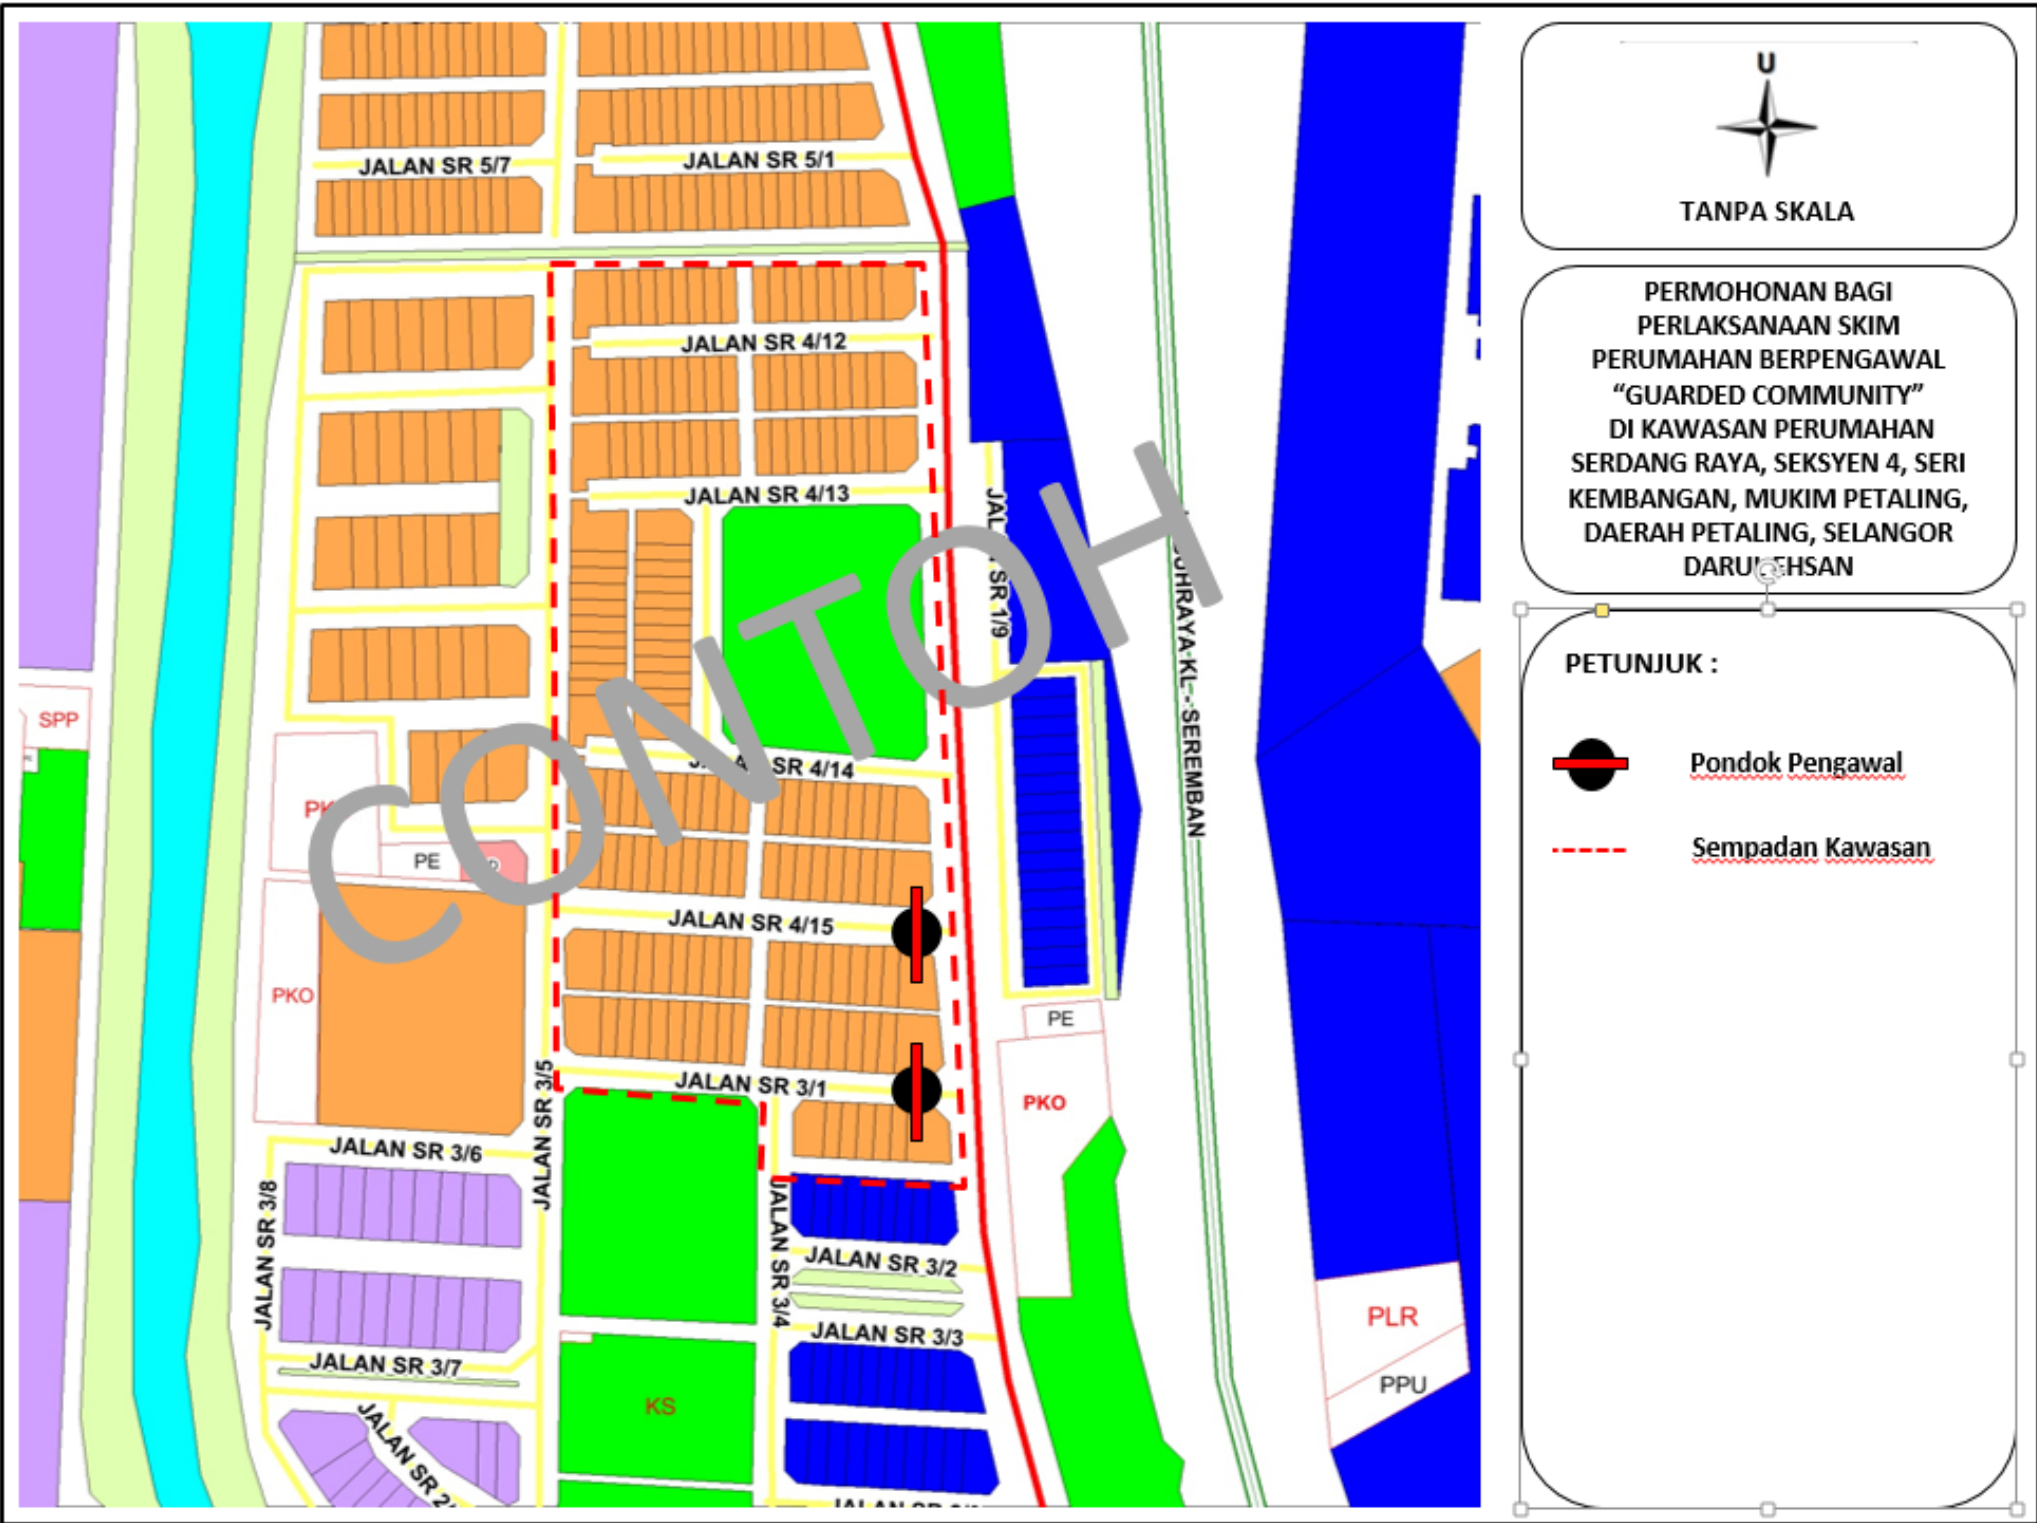 JALAN SR 5/7
JALAN SR 5/1
JALAN SR 4/12
JALAN SR 4/13
JALAN SR 1/9
SR 4/14
JALAN SR 4/15
JALAN SR 3/1
JALAN SR 3/5
JALAN SR 3/6
JALAN SR 3/8
JALAN SR 3/4
JALAN SR 3/2
JALAN SR 3/3
JALAN SR 3/7
KL - SEREMBAN
SPP
PE
PKO
PE
PKO
KS
PLR
PPU
CONTOH
U
TANPA SKALA
PERMOHONAN BAGI
PERLAKSANAAN SKIM
PERUMAHAN BERPENGAWAL
“GUARDED COMMUNITY”
DI KAWASAN PERUMAHAN
SERDANG RAYA, SEKSYEN 4, SERI
KEMBANGAN, MUKIM PETALING,
DAERAH PETALING, SELANGOR
DARUL EHSAN
PETUNJUK :
Pondok Pengawal
Sempadan Kawasan